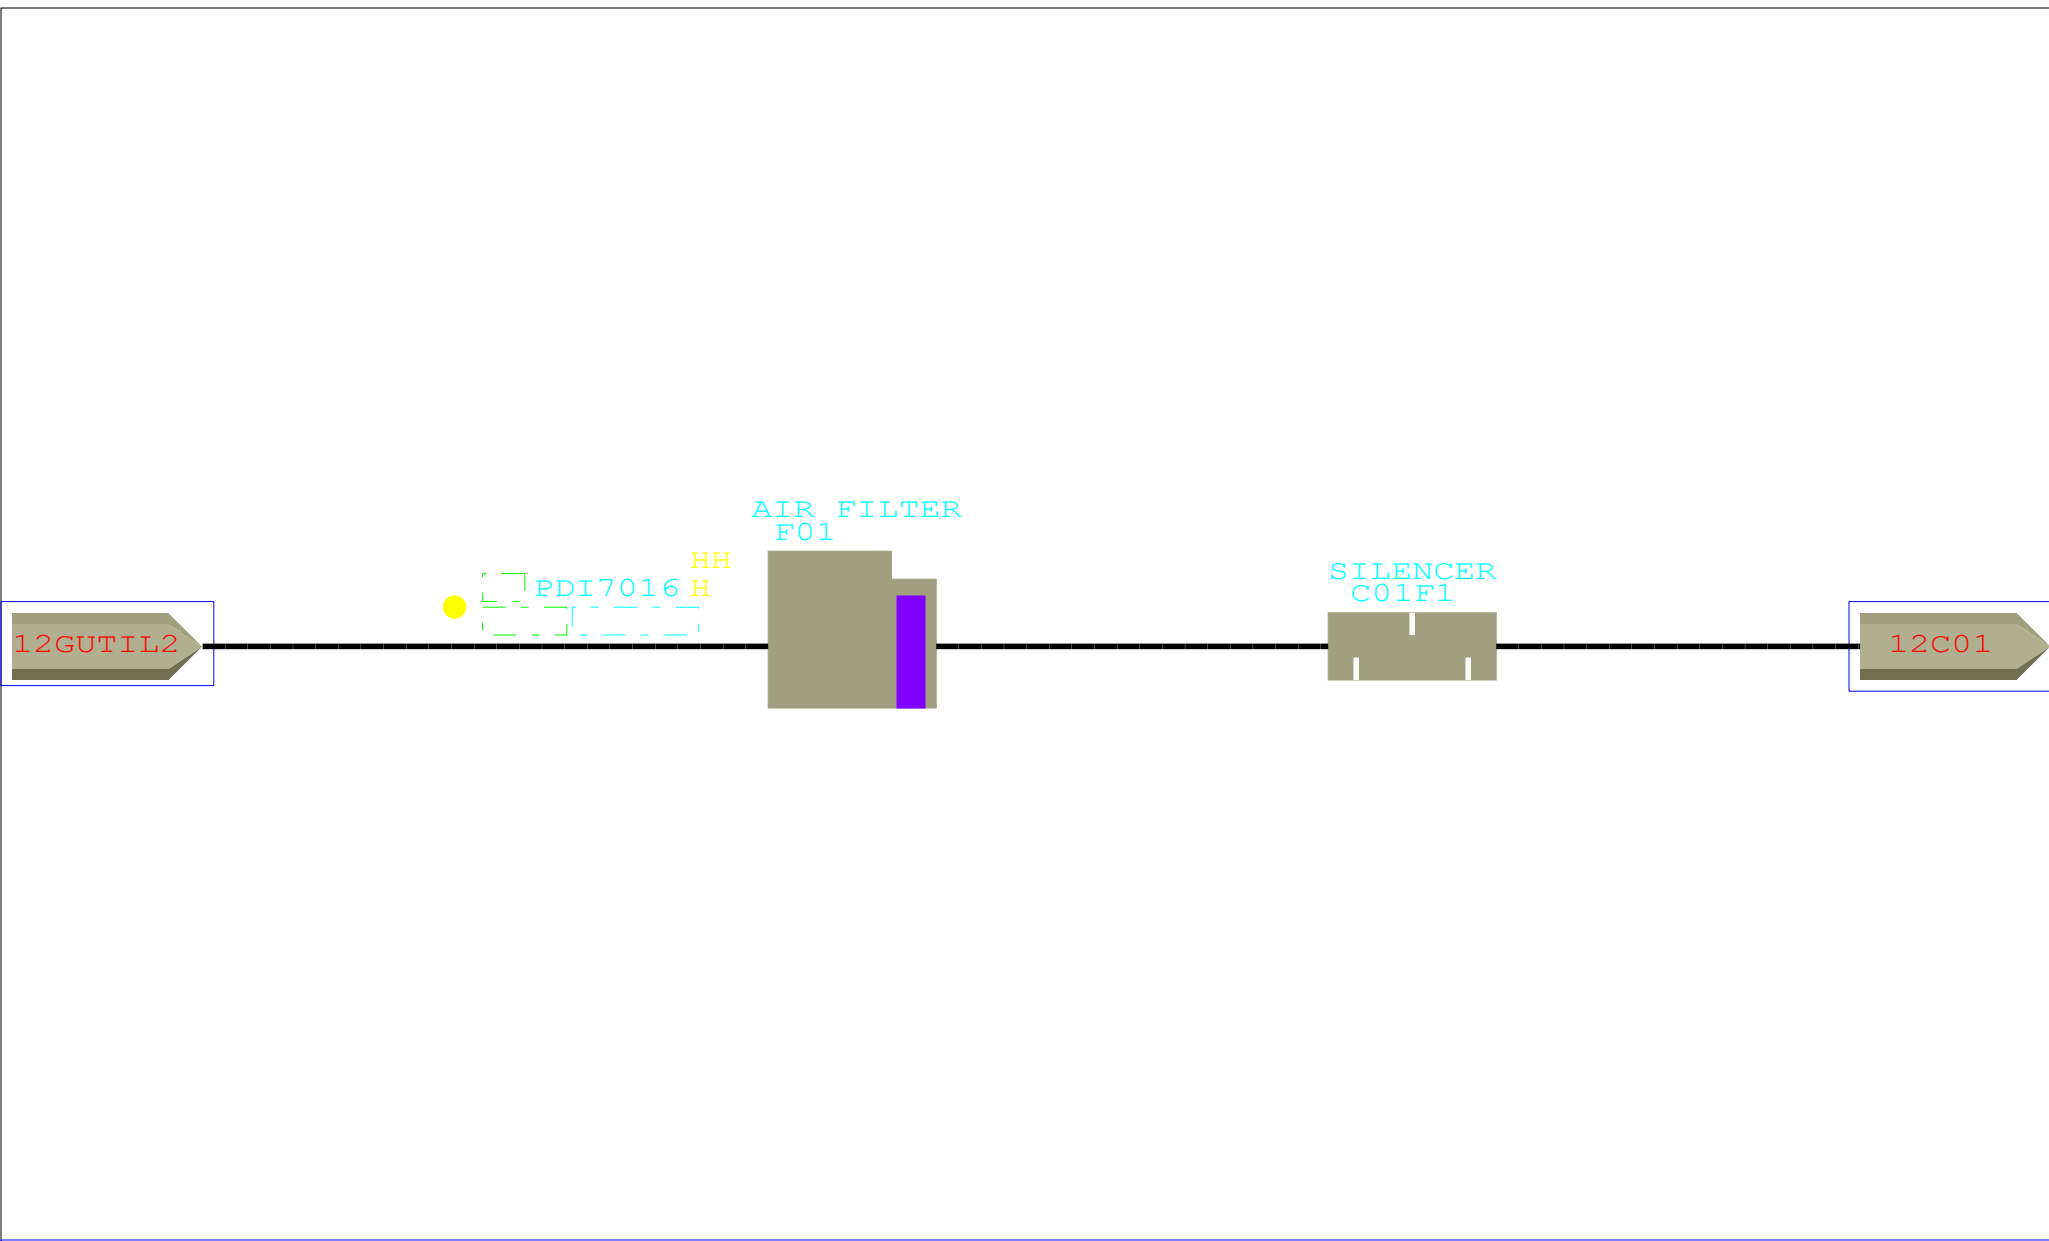 AIR FILTER
F01
HH
PDI7016 H
SILENCER
C01F1
12GUTIL2
12C01